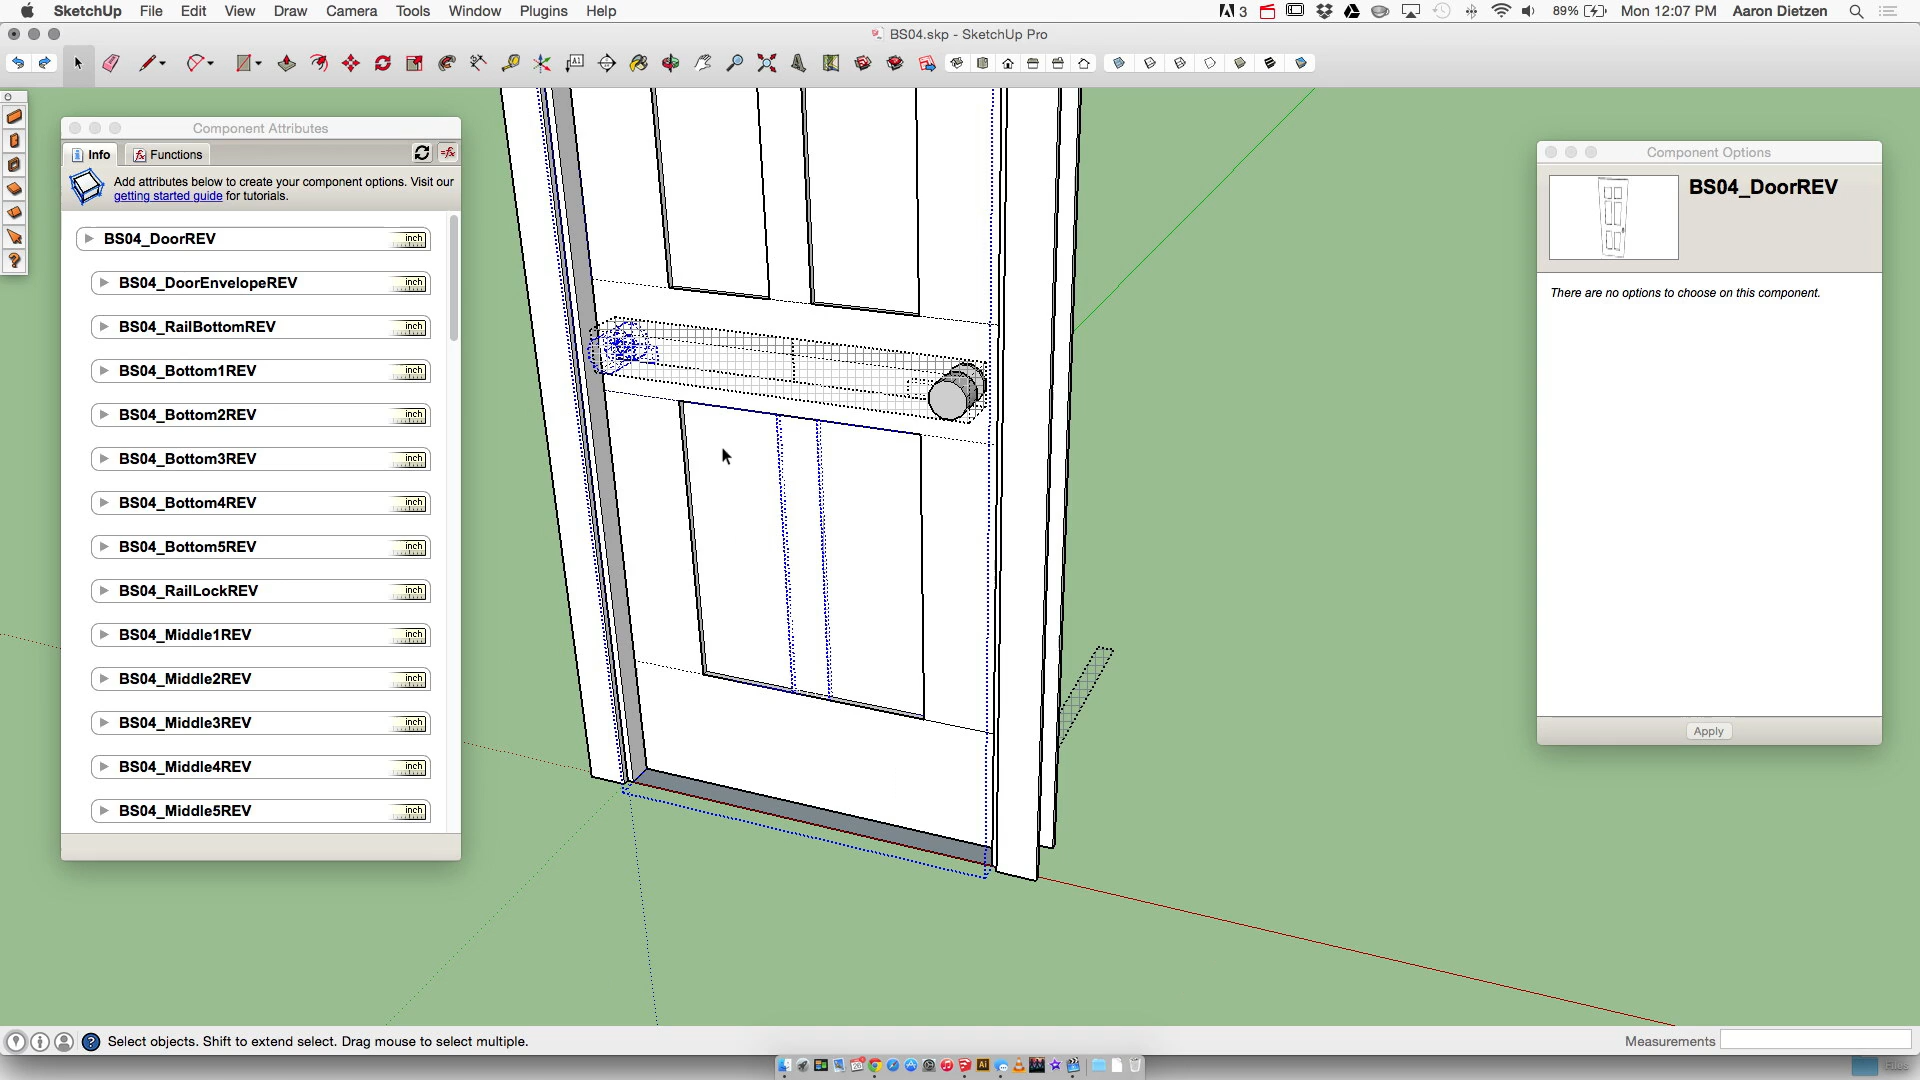 SketchUp File Edit View Draw Camera Tools Window Plugins Help
3 89% Mon 12:07 PM Aaron Dietzen
BS04.skp - SketchUp Pro
A1
Component Attributes
Info Functions
Add attributes below to create your component options. Visit our
getting started guide for tutorials.
BS04_DoorREV inch
BS04_DoorEnvelopeREV inch
BS04_RailBottomREV inch
BS04_Bottom1REV inch
BS04_Bottom2REV inch
BS04_Bottom3REV inch
BS04_Bottom4REV inch
BS04_Bottom5REV inch
BS04_RailLockREV inch
BS04_Middle1REV inch
BS04_Middle2REV inch
BS04_Middle3REV inch
BS04_Middle4REV inch
BS04_Middle5REV inch
Component Options
BS04_DoorREV
There are no options to choose on this component.
Apply
Select objects. Shift to extend select. Drag mouse to select multiple.
Measurements
Ai